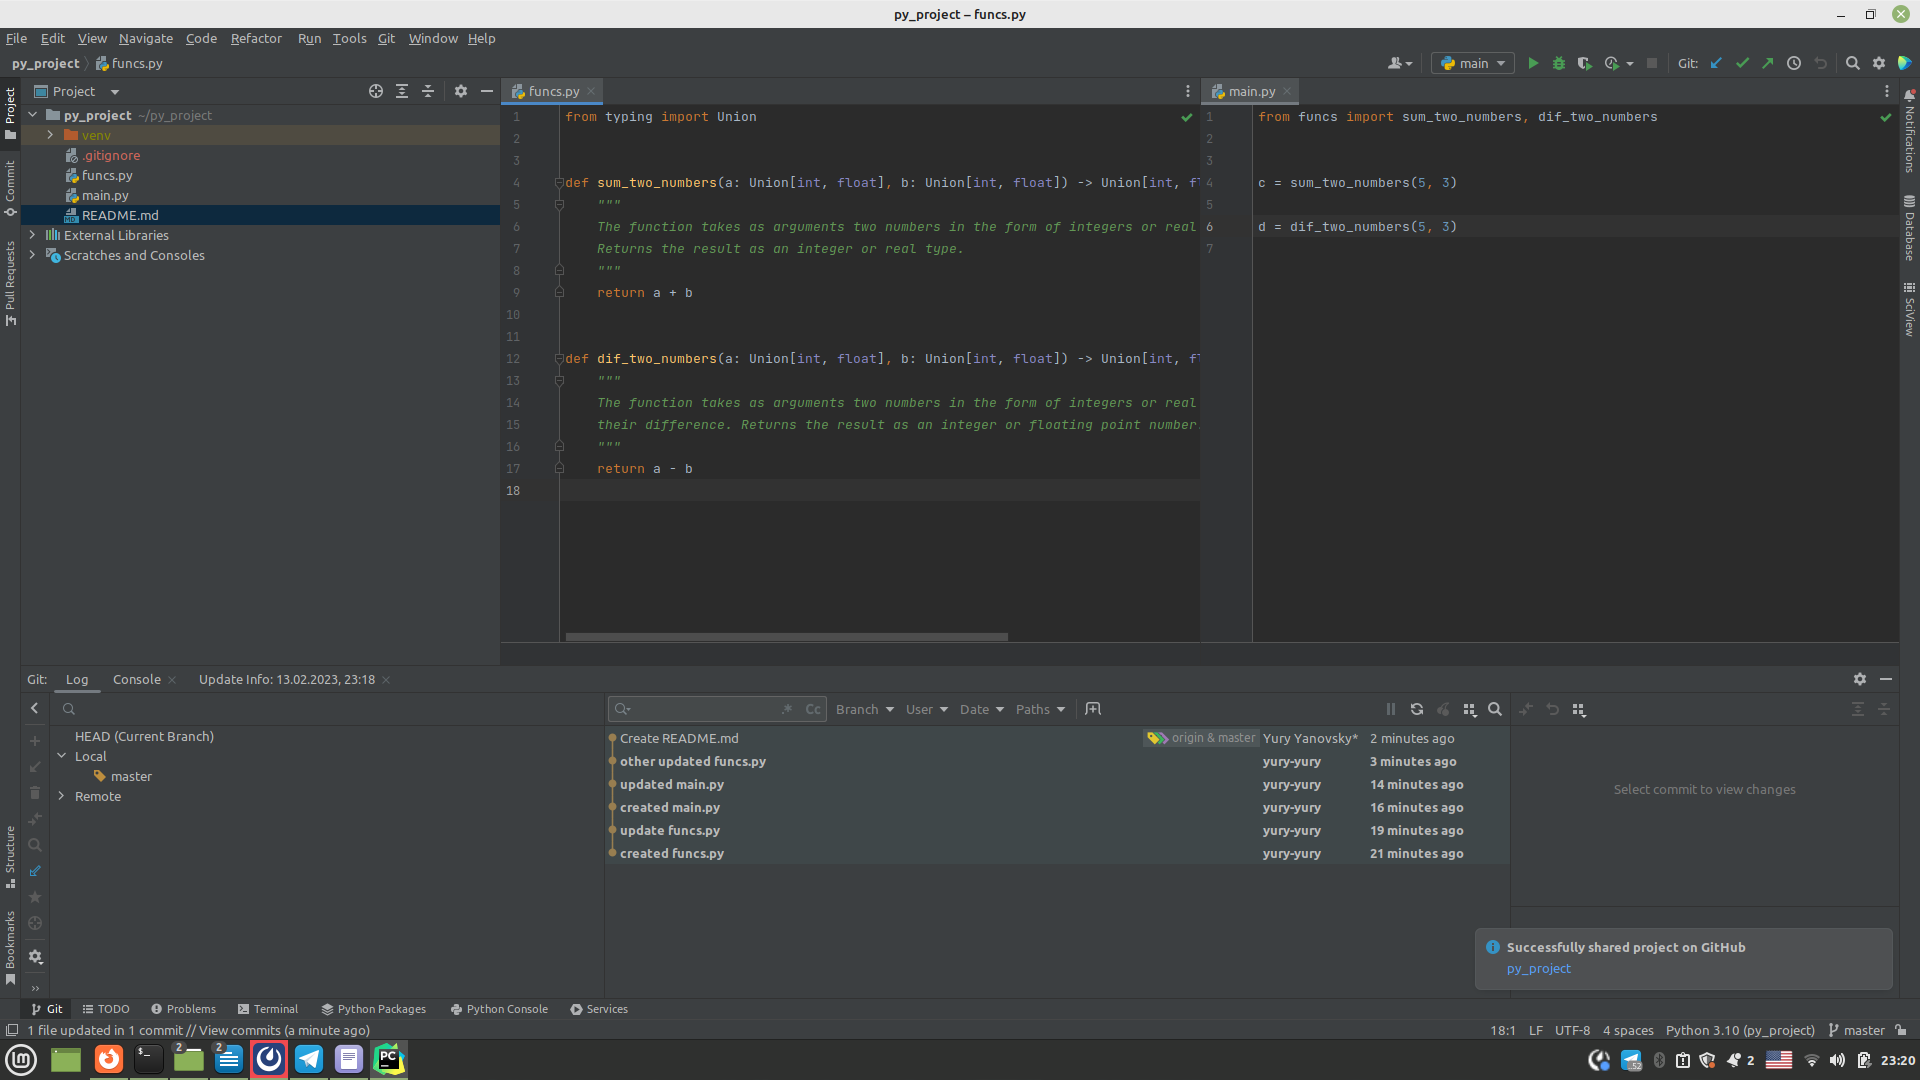 py_project – funcs.py
File Edit View Navigate Code Refactor Run Tools Git Window Help
py_project funcs.py
main Git:
Project
funcs.py
main.py
py_project ~/py_project
venv
.gitignore
funcs.py
main.py
README.md
External Libraries
Scratches and Consoles
Project
Commit
Pull Requests
Structure
Bookmarks
1 from typing import Union
2
3
4 def sum_two_numbers(a: Union[int, float], b: Union[int, float]) -> Union[int, fl
5 """
6 The function takes as arguments two numbers in the form of integers or real
7 Returns the result as an integer or real type.
8 """
9 return a + b
10
11
12 def dif_two_numbers(a: Union[int, float], b: Union[int, float]) -> Union[int, fl
13 """
14 The function takes as arguments two numbers in the form of integers or real
15 their difference. Returns the result as an integer or floating point number.
16 """
17 return a - b
18
1 from funcs import sum_two_numbers, dif_two_numbers
2
3
4 c = sum_two_numbers(5, 3)
5
6 d = dif_two_numbers(5, 3)
7
Notifications
Database
SciView
Git: Log Console Update Info: 13.02.2023, 23:18
.* Cc Branch User Date Paths
HEAD (Current Branch)
Local
master
Remote
Create README.md origin & master Yury Yanovsky* 2 minutes ago
other updated funcs.py yury-yury 3 minutes ago
updated main.py yury-yury 14 minutes ago
created main.py yury-yury 16 minutes ago
update funcs.py yury-yury 19 minutes ago
created funcs.py yury-yury 21 minutes ago
Select commit to view changes
Successfully shared project on GitHub
py_project
Git TODO Problems Terminal Python Packages Python Console Services
1 file updated in 1 commit // View commits (a minute ago)
18:1 LF UTF-8 4 spaces Python 3.10 (py_project) master
2 2 PC 52 2 23:20